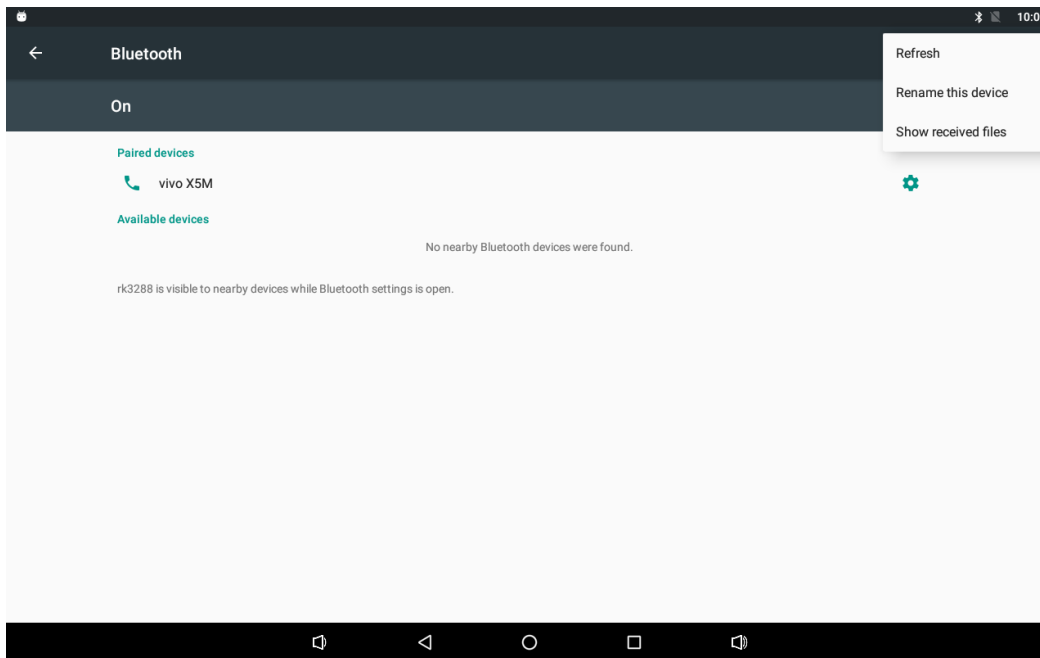 10:0
Bluetooth
Refresh
Rename this device
On
Show received files
Paired devices
vivo X5M
Available devices
No nearby Bluetooth devices were found.
rk3288 is visible to nearby devices while Bluetooth settings is open.